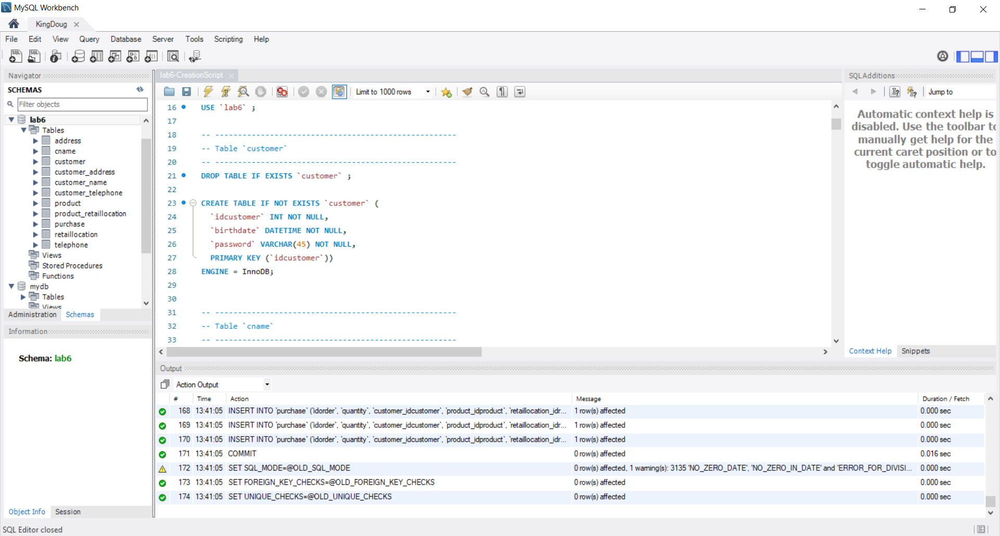 MySQL Workbench
KingDoug
File Edit View Query Database Server Tools Scripting Help
Navigator
SCHEMAS
Filter objects
lab6
Tables
address
cname
customer
customer_address
customer_name
customer_telephone
product
product_retaillocation
purchase
retaillocation
telephone
Views
Stored Procedures
Functions
mydb
Tables
Views
Administration Schemas
Information
Schema: lab6
Object Info Session
lab6-CreationScript
Limit to 1000 rows
16 USE `lab6` ;
17
18 -- -----------------------------------------------------
19 -- Table `customer`
20 -- -----------------------------------------------------
21 DROP TABLE IF EXISTS `customer` ;
22
23 CREATE TABLE IF NOT EXISTS `customer` (
24 `idcustomer` INT NOT NULL,
25 `birthdate` DATETIME NOT NULL,
26 `password` VARCHAR(45) NOT NULL,
27 PRIMARY KEY (`idcustomer`))
28 ENGINE = InnoDB;
29
30
31 -- -----------------------------------------------------
32 -- Table `cname`
33 -- -----------------------------------------------------
SQLAdditions
Jump to
Automatic context help is
disabled. Use the toolbar to
manually get help for the
current caret position or to
toggle automatic help.
Context Help Snippets
Output
Action Output
# Time Action Message Duration / Fetch
168 13:41:05 INSERT INTO `purchase` (`idorder`, `quantity`, `customer_idcustomer`, `product_idproduct`, `retaillocation_idr... 1 row(s) affected 0.000 sec
169 13:41:05 INSERT INTO `purchase` (`idorder`, `quantity`, `customer_idcustomer`, `product_idproduct`, `retaillocation_idr... 1 row(s) affected 0.000 sec
170 13:41:05 INSERT INTO `purchase` (`idorder`, `quantity`, `customer_idcustomer`, `product_idproduct`, `retaillocation_idr... 1 row(s) affected 0.000 sec
171 13:41:05 COMMIT 0 row(s) affected 0.016 sec
172 13:41:05 SET SQL_MODE=@OLD_SQL_MODE 0 row(s) affected, 1 warning(s): 3135 'NO_ZERO_DATE', 'NO_ZERO_IN_DATE' and 'ERROR_FOR_DIVISI... 0.000 sec
173 13:41:05 SET FOREIGN_KEY_CHECKS=@OLD_FOREIGN_KEY_CHECKS 0 row(s) affected 0.000 sec
174 13:41:05 SET UNIQUE_CHECKS=@OLD_UNIQUE_CHECKS 0 row(s) affected 0.000 sec
SQL Editor closed